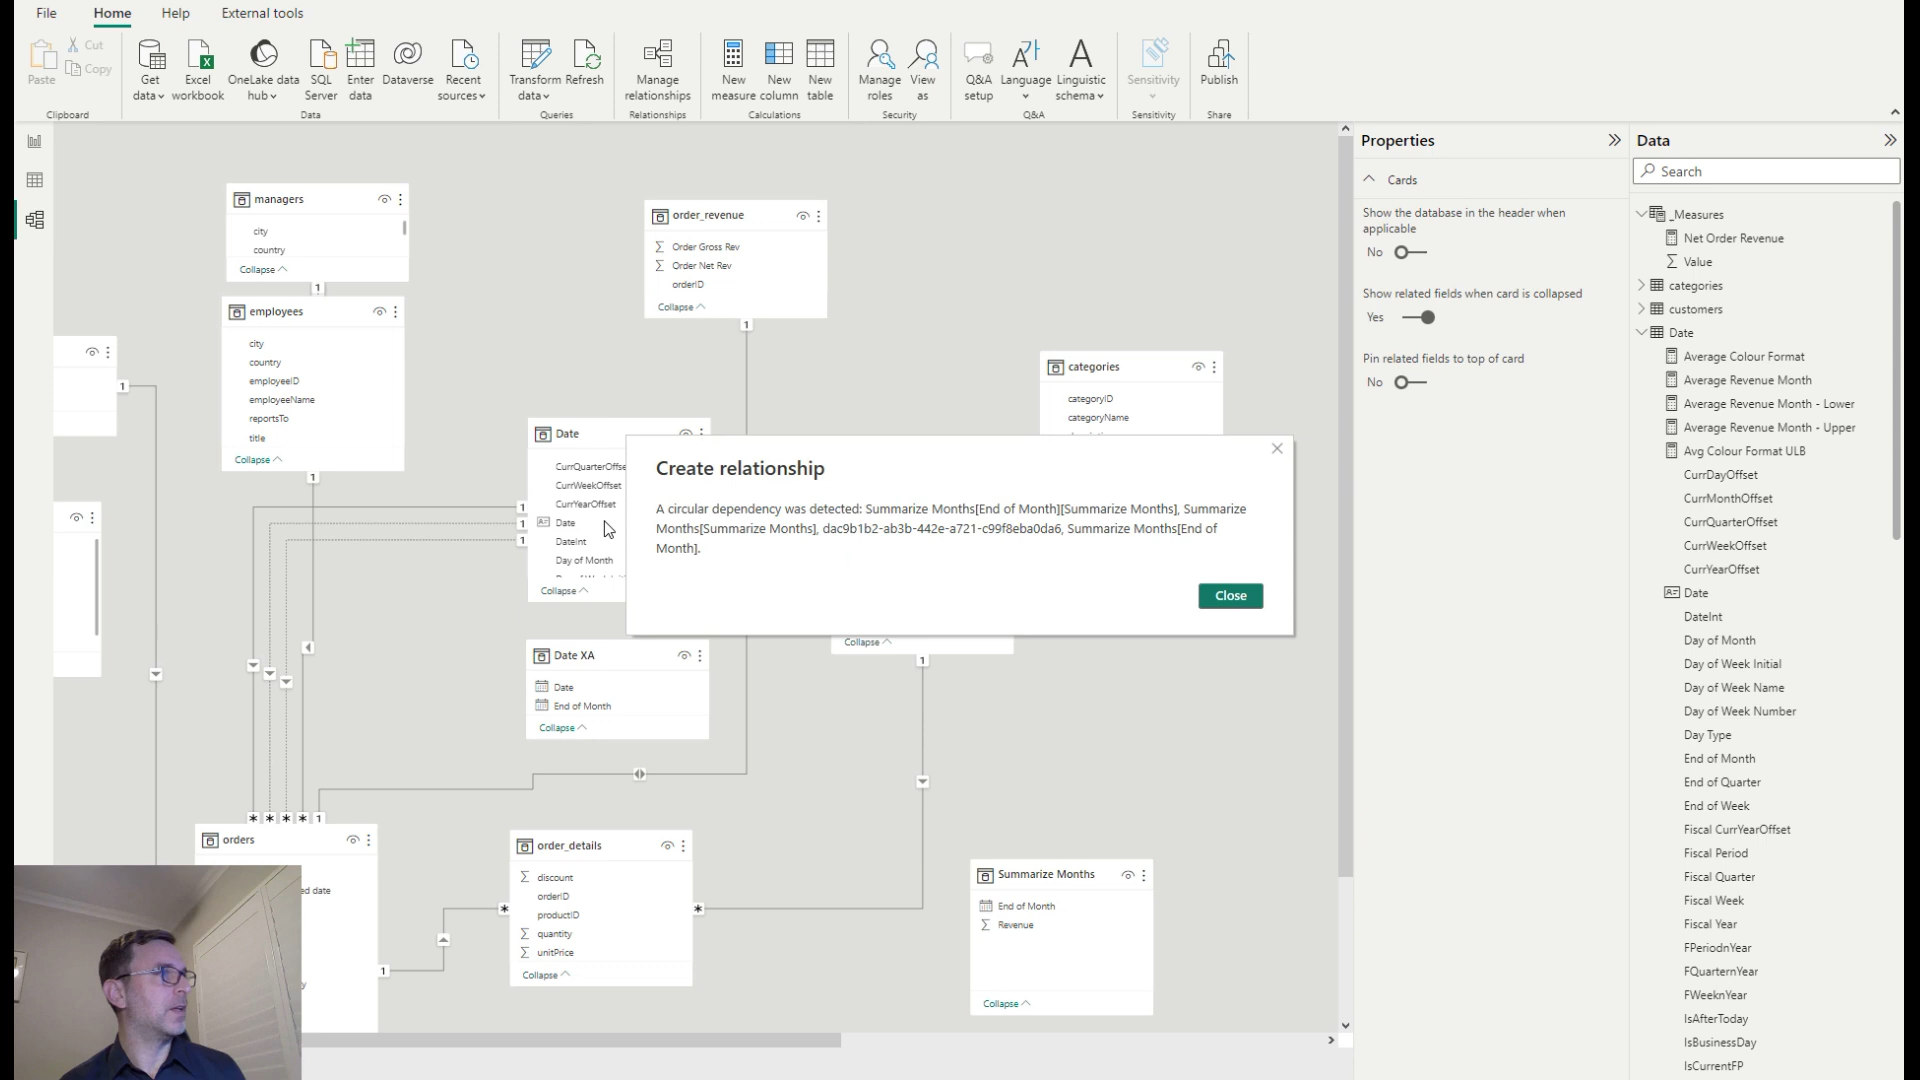 File Home Help External tools
Paste
Cut
Copy
Clipboard
Get data
Excel workbook
OneLake data hub
SQL Server
Enter data
Dataverse
Recent sources
Data
Transform data
Refresh
Queries
Manage relationships
Relationships
New measure
New column
New table
Calculations
Manage roles
View as
Security
Q&A setup
Language
Linguistic schema
Q&A
Sensitivity
Sensitivity
Publish
Share
managers
city
country
Collapse
1
employees
city
country
employeeID
employeeName
reportsTo
title
Collapse
1
1
order_revenue
Σ Order Gross Rev
Σ Order Net Rev
orderID
Collapse
1
categories
categoryID
categoryName
Date
CurrQuarterOffse
CurrWeekOffset
CurrYearOffset
1
1 Date
1 DateInt
Day of Month
Collapse
Create relationship
A circular dependency was detected: Summarize Months[End of Month][Summarize Months], Summarize
Months[Summarize Months], dac9b1b2-ab3b-442e-a721-c99f8eba0da6, Summarize Months[End of
Month].
Close
Collapse
1
Date XA
Date
End of Month
Collapse
* * * * 1
orders
ed date
y
1
order_details
Σ discount
orderID
productID
Σ quantity
Σ unitPrice
Collapse
*
*
Summarize Months
End of Month
Σ Revenue
Collapse
Properties
Cards
Show the database in the header when
applicable
No
Show related fields when card is collapsed
Yes
Pin related fields to top of card
No
Data
Search
_Measures
Net Order Revenue
Σ Value
categories
customers
Date
Average Colour Format
Average Revenue Month
Average Revenue Month - Lower
Average Revenue Month - Upper
Avg Colour Format ULB
CurrDayOffset
CurrMonthOffset
CurrQuarterOffset
CurrWeekOffset
CurrYearOffset
Date
DateInt
Day of Month
Day of Week Initial
Day of Week Name
Day of Week Number
Day Type
End of Month
End of Quarter
End of Week
Fiscal CurrYearOffset
Fiscal Period
Fiscal Quarter
Fiscal Week
Fiscal Year
FPeriodnYear
FQuarternYear
FWeeknYear
IsAfterToday
IsBusinessDay
IsCurrentFP